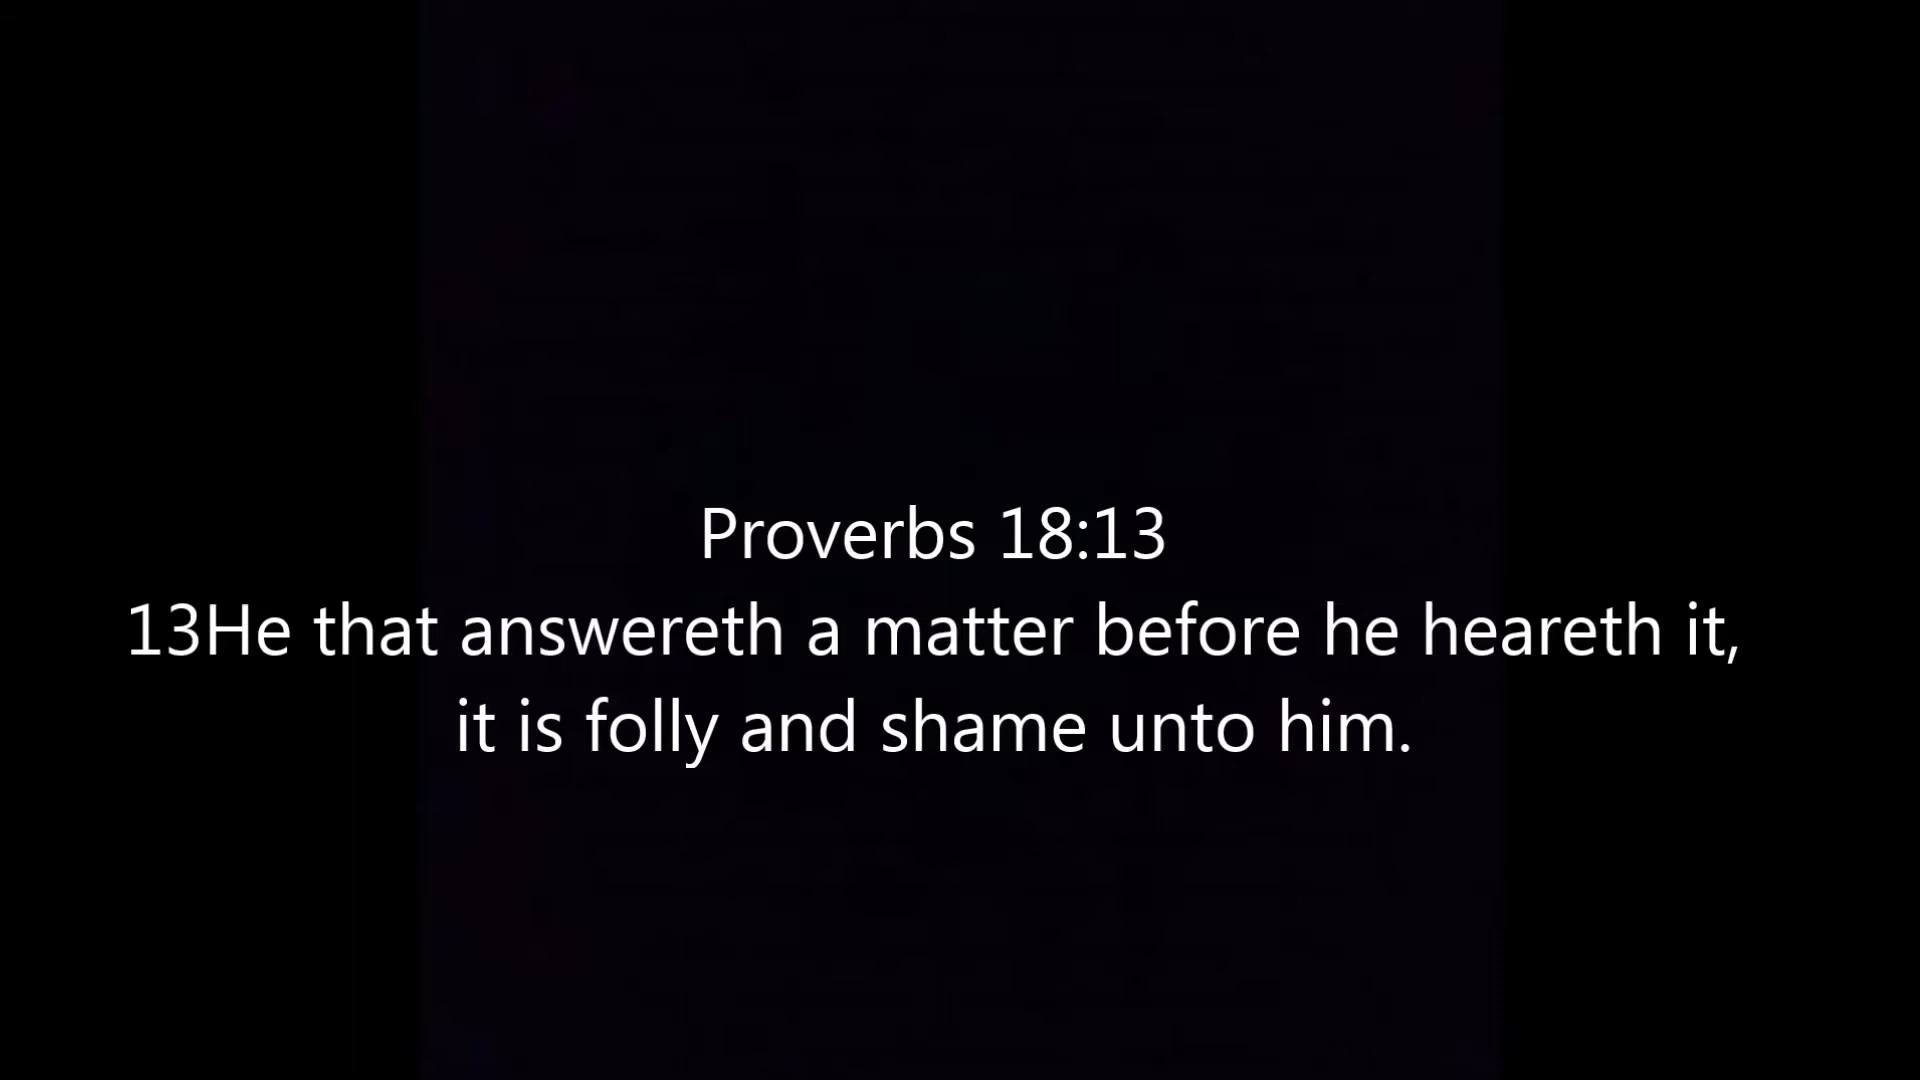 Proverbs 18:13
13He that answereth a matter before he heareth it,
it is folly and shame unto him.